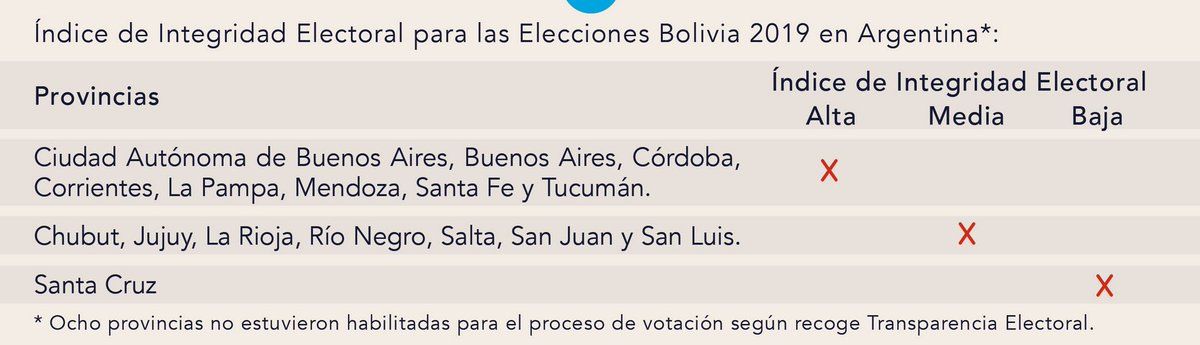 Índice de Integridad Electoral para las Elecciones Bolivia 2019 en Argentina*:
Provincias
Índice de Integridad Electoral
Alta Media Baja
Ciudad Autónoma de Buenos Aires, Buenos Aires, Córdoba,
Corrientes, La Pampa, Mendoza, Santa Fe y Tucumán.
X
Chubut, Jujuy, La Rioja, Río Negro, Salta, San Juan y San Luis.
X
Santa Cruz
X
* Ocho provincias no estuvieron habilitadas para el proceso de votación según recoge Transparencia Electoral.